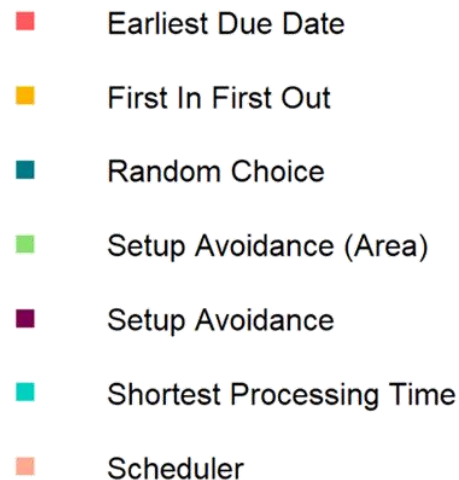 Earliest Due Date
First In First Out
Random Choice
Setup Avoidance (Area)
Setup Avoidance
Shortest Processing Time
Scheduler